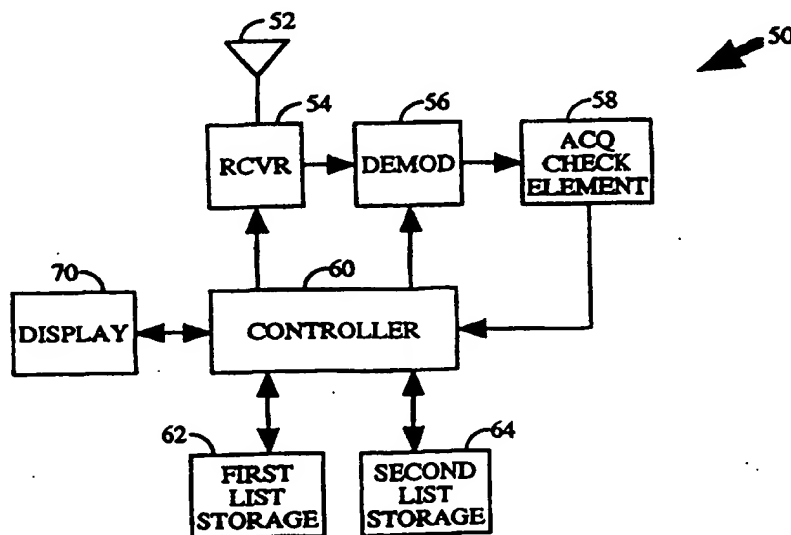 52
50
54
56
58
RCVR
DEMOD
ACQ
CHECK
ELEMENT
70
60
DISPLAY
CONTROLLER
62
64
FIRST
LIST
STORAGE
SECOND
LIST
STORAGE